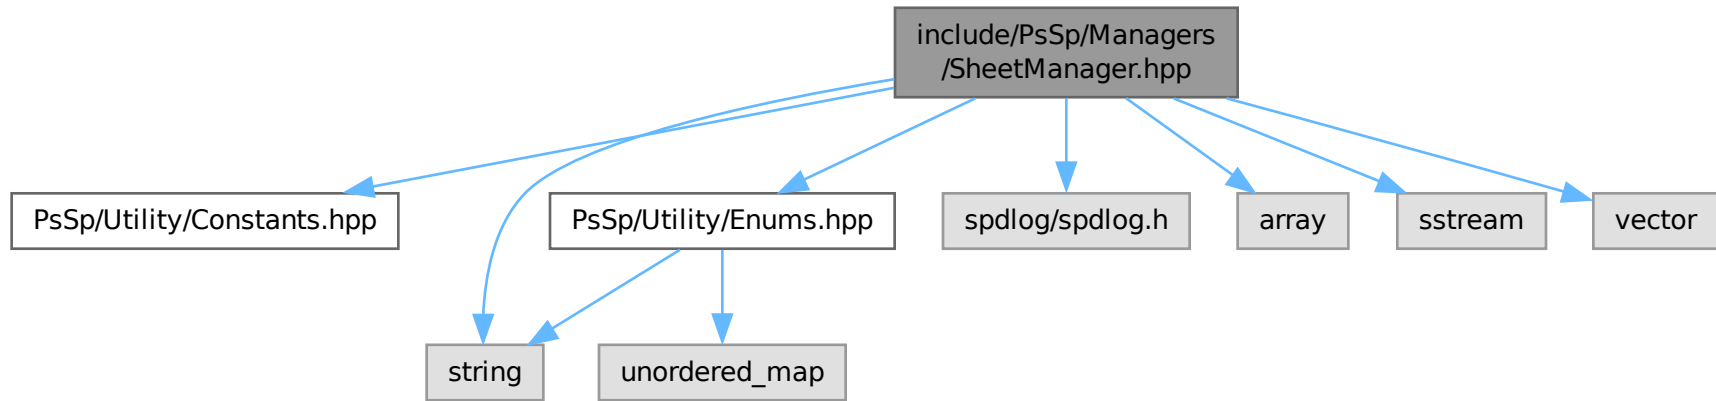 include/PsSp/Managers
/SheetManager.hpp
PsSp/Utility/Constants.hpp
PsSp/Utility/Enums.hpp
spdlog/spdlog.h
array
sstream
vector
string
unordered_map